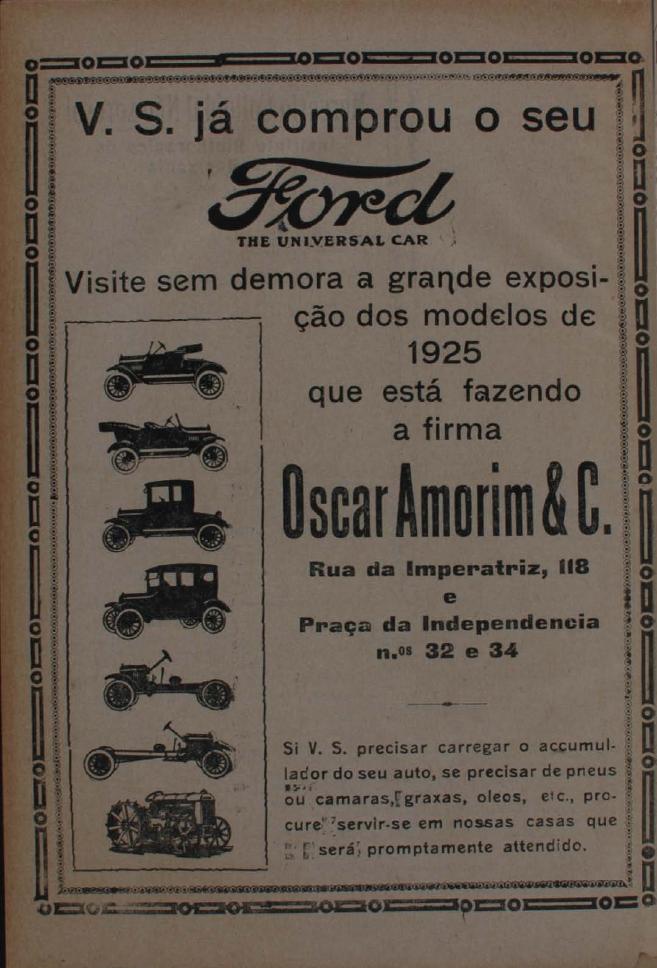 V. S. já comprou o seu
Ford
THE UNIVERSAL CAR
Visite sem demora a grande exposi-
ção dos modelos de
1925
que está fazendo
a firma
Oscar Amorim & C.
Rua da Imperatriz, 118
e
Praça da Independencia
n.os 32 e 34
Si V. S. precisar carregar o accumul-
lador do seu auto, se precisar de pneus
ou camaras, graxas, oleos, etc., pro-
cure servir-se em nossas casas que
será promptamente attendido.